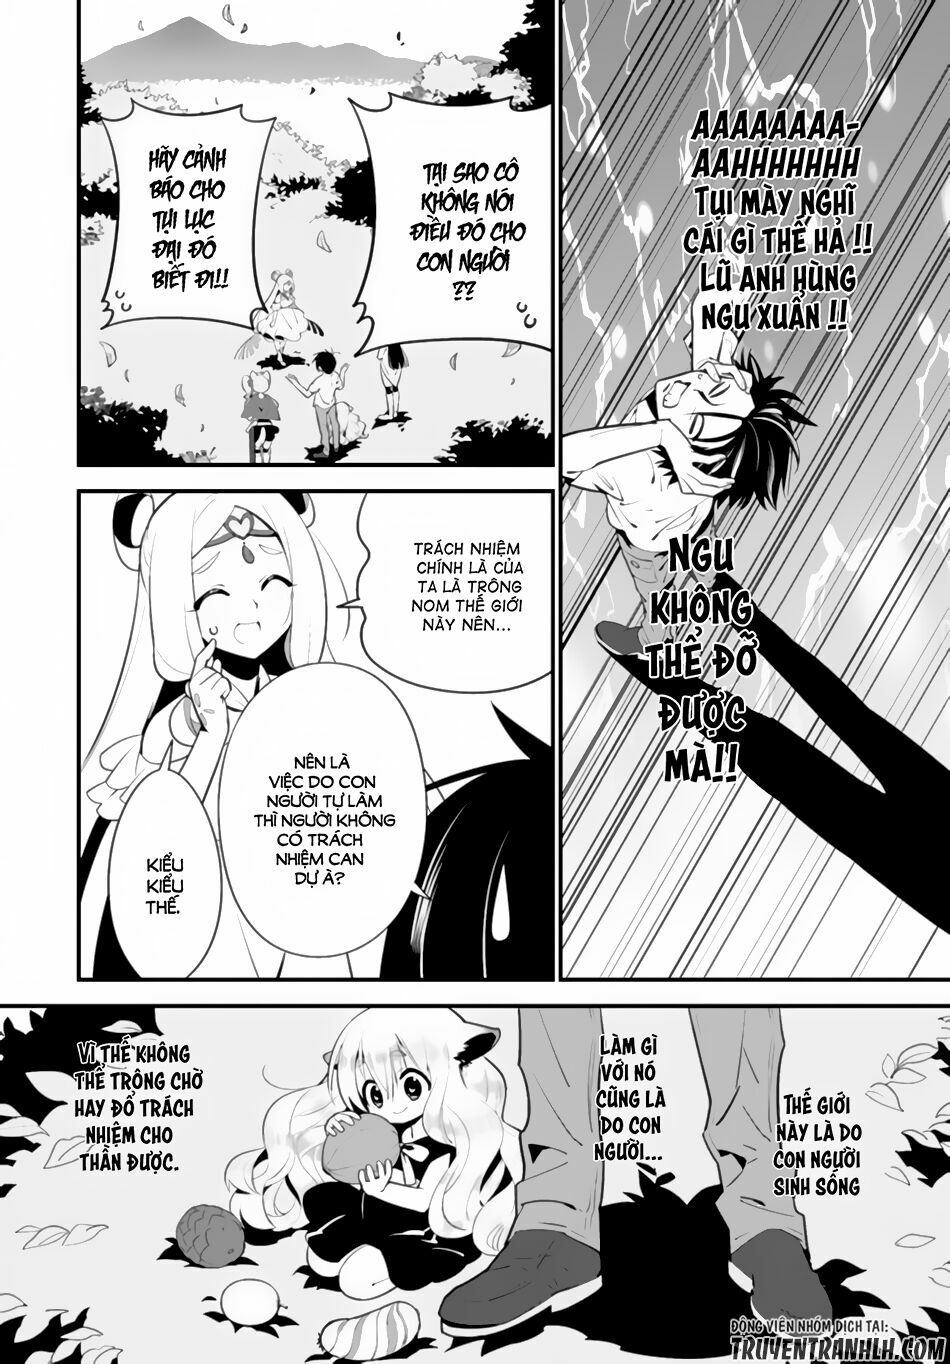 AAAAAAAA-
AAHHHHHHH
TỤI MÀY NGHĨ
CÁI GÌ THẾ HẢ !!
LŨ ANH HÙNG
NGU XUẨN !!
NGU
KHÔNG
THỂ ĐỠ
ĐƯỢC
MÀ!!
TẠI SAO CÔ
KHÔNG NÓI
ĐIỀU ĐÓ CHO
CON NGƯỜI
??
HÃY CẢNH
BÁO CHO
TỤI LỤC
ĐẠI ĐÓ
BIẾT ĐI!!
TRÁCH NHIỆM
CHÍNH LÀ CỦA
TA LÀ TRÔNG
NOM THẾ GIỚI
NÀY NÊN...
NÊN LÀ
VIỆC DO CON
NGƯỜI TỰ LÀM
THÌ NGƯỜI KHÔNG
CÓ TRÁCH
NHIỆM CAN
DỰ À?
KIỂU
KIỂU
THẾ.
THẾ GIỚI
NÀY LÀ DO
CON NGƯỜI
SINH SỐNG
LÀM GÌ
VỚI NÓ
CŨNG LÀ
DO CON
NGƯỜI...
VÌ THẾ KHÔNG
THỂ TRÔNG CHỜ
HAY ĐỔ TRÁCH
NHIỆM CHO
THẦN ĐƯỢC.
ĐỘNG VIÊN NHÓM DỊCH TẠI:
TRUYENTRANHLH.COM